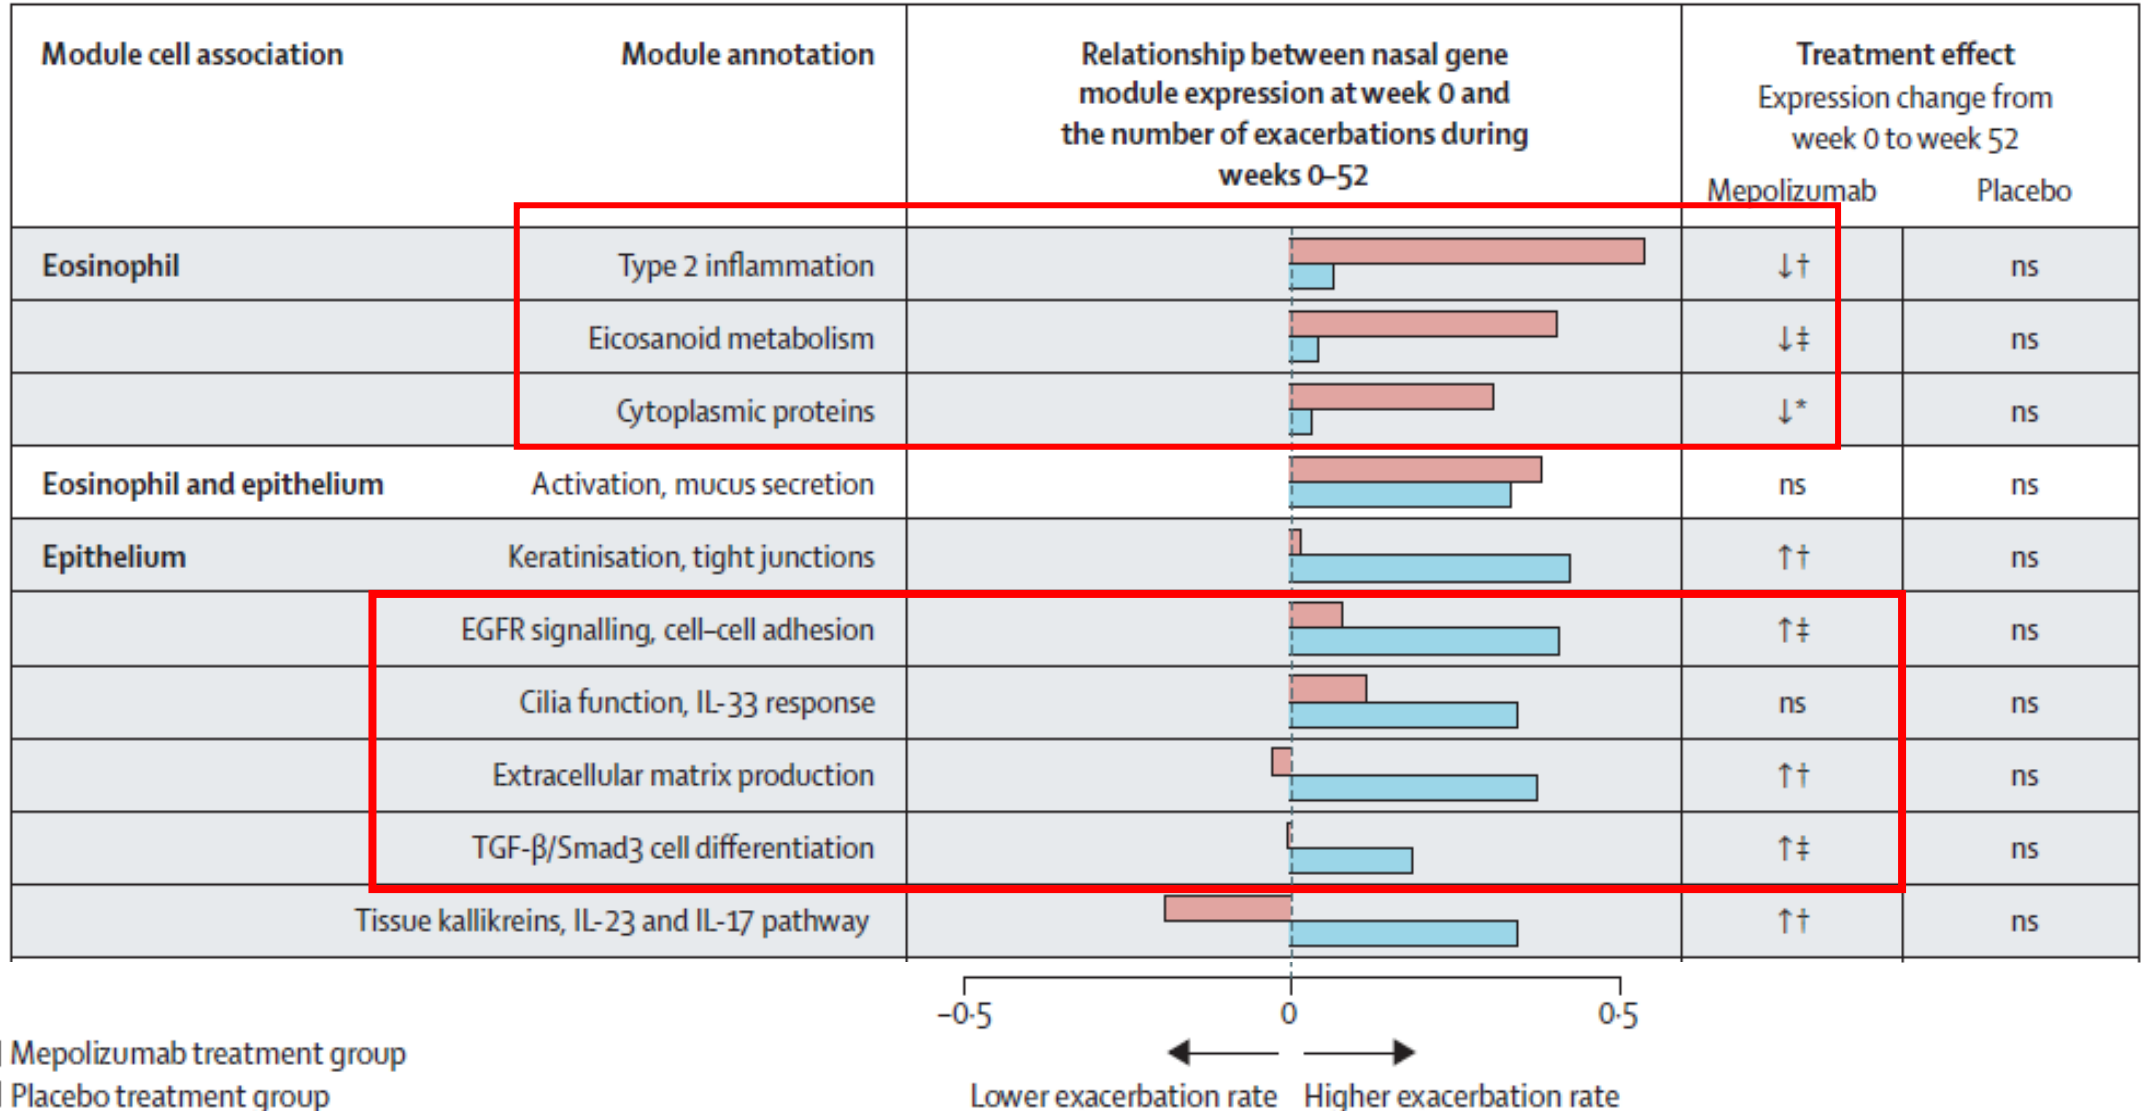 Module cell association
Module annotation
Relationship between nasal gene
module expression at week 0 and
the number of exacerbations during
weeks 0–52
Treatment effect
Expression change from
week 0 to week 52
Mepolizumab
Placebo
Eosinophil Type 2 inflammation ↓† ns
Eicosanoid metabolism ↓‡ ns
Cytoplasmic proteins ↓* ns
Eosinophil and epithelium Activation, mucus secretion ns ns
Epithelium Keratinisation, tight junctions ↑† ns
EGFR signalling, cell–cell adhesion ↑‡ ns
Cilia function, IL-33 response ns ns
Extracellular matrix production ↑† ns
TGF-β/Smad3 cell differentiation ↑‡ ns
Tissue kallikreins, IL-23 and IL-17 pathway ↑† ns
–0·5 0 0·5
Mepolizumab treatment group
Placebo treatment group
Lower exacerbation rate Higher exacerbation rate